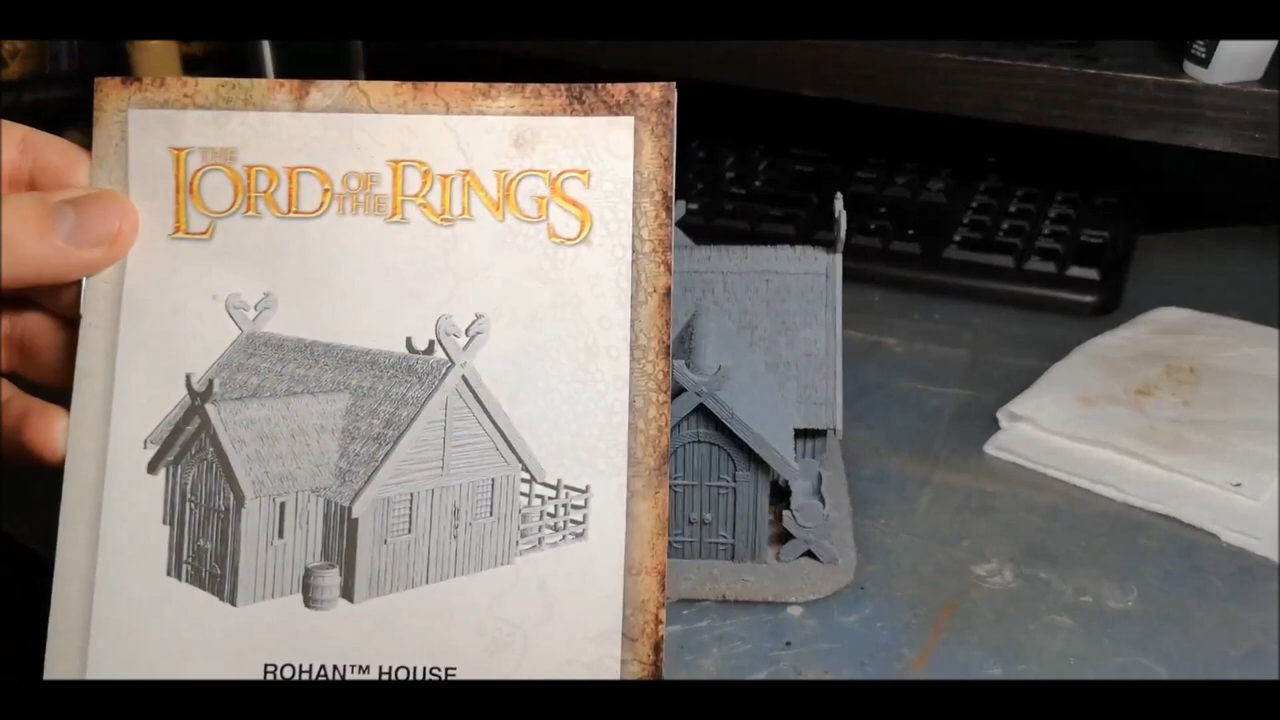 THE
LORD OF THE RINGS
ROHAN™ HOUSE